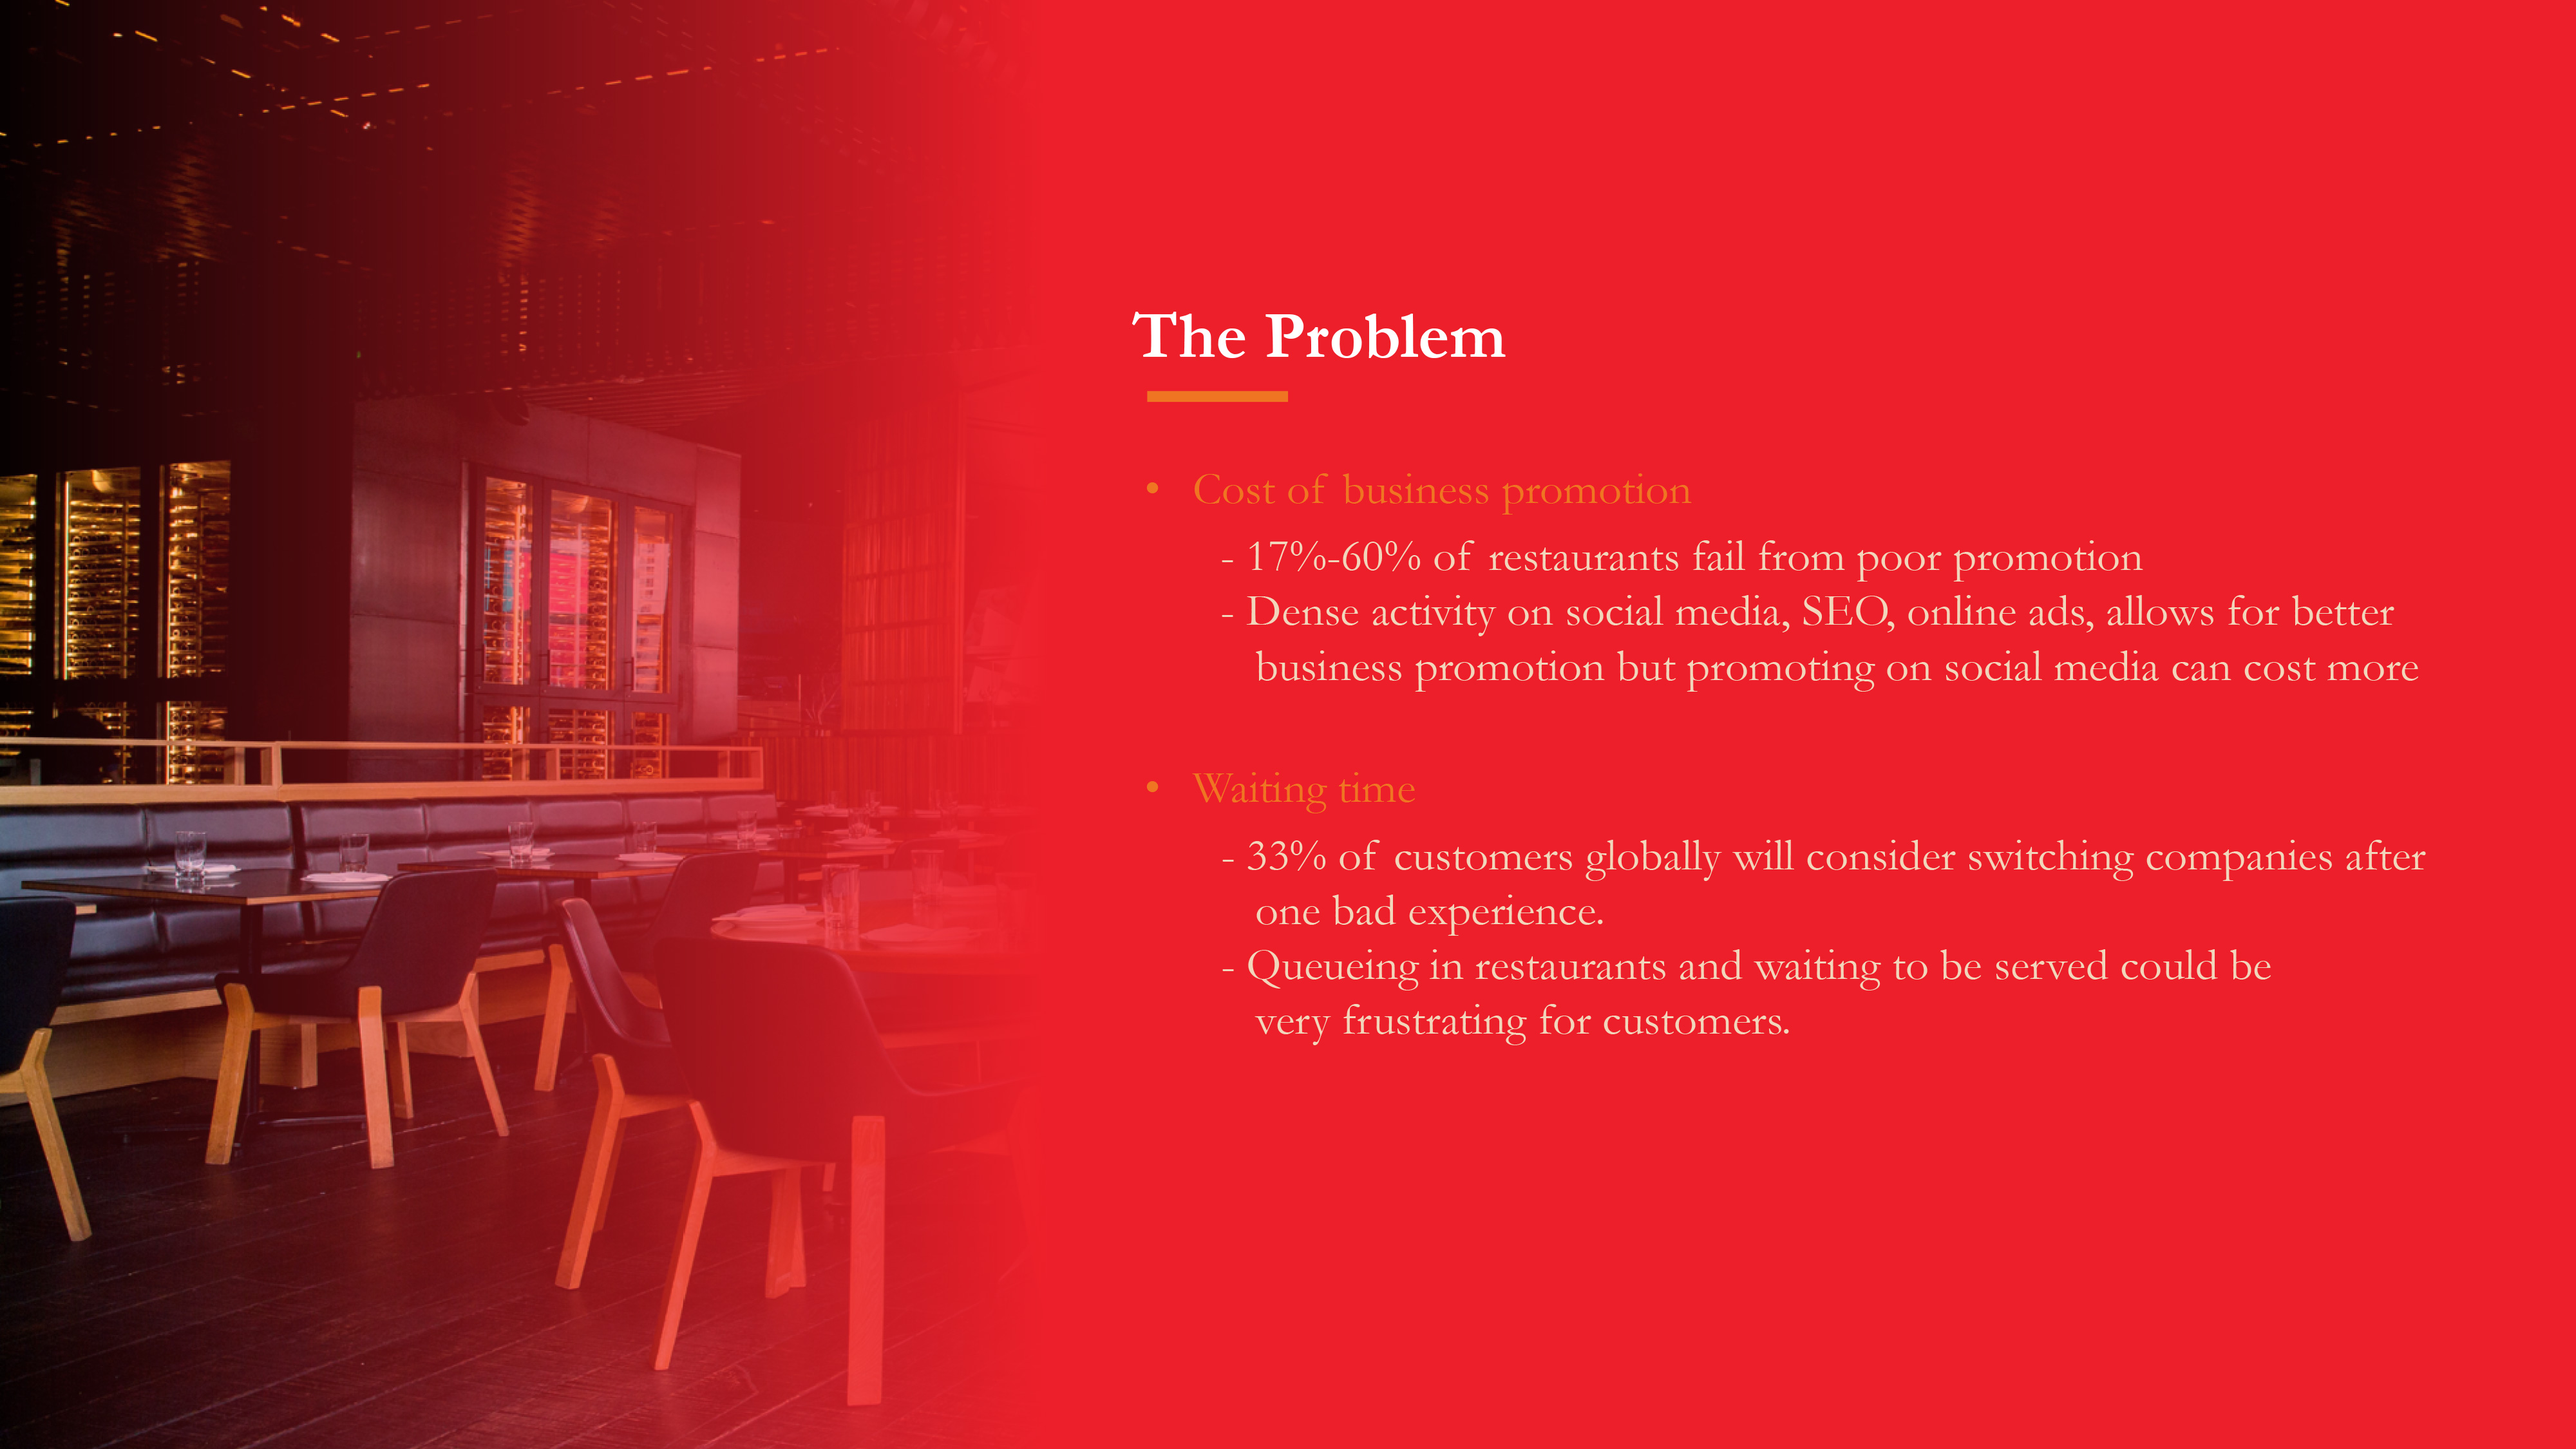 The Problem
• Cost of business promotion
- 17%-60% of restaurants fail from poor promotion
- Dense activity on social media, SEO, online ads, allows for better
business promotion but promoting on social media can cost more
• Waiting time
- 33% of customers globally will consider switching companies after
one bad experience.
- Queueing in restaurants and waiting to be served could be
very frustrating for customers.